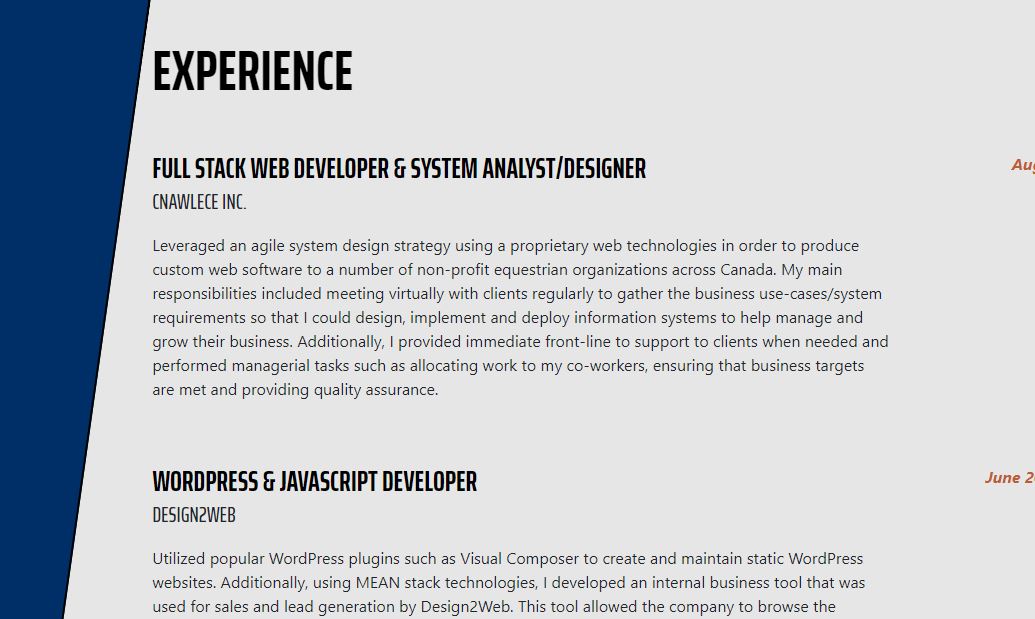 EXPERIENCE
FULL STACK WEB DEVELOPER & SYSTEM ANALYST/DESIGNER
Aug
CNAWLECE INC.
Leveraged an agile system design strategy using a proprietary web technologies in order to produce
custom web software to a number of non-profit equestrian organizations across Canada. My main
responsibilities included meeting virtually with clients regularly to gather the business use-cases/system
requirements so that I could design, implement and deploy information systems to help manage and
grow their business. Additionally, I provided immediate front-line to support to clients when needed and
performed managerial tasks such as allocating work to my co-workers, ensuring that business targets
are met and providing quality assurance.
WORDPRESS & JAVASCRIPT DEVELOPER
June 2
DESIGN2WEB
Utilized popular WordPress plugins such as Visual Composer to create and maintain static WordPress
websites. Additionally, using MEAN stack technologies, I developed an internal business tool that was
used for sales and lead generation by Design2Web. This tool allowed the company to browse the